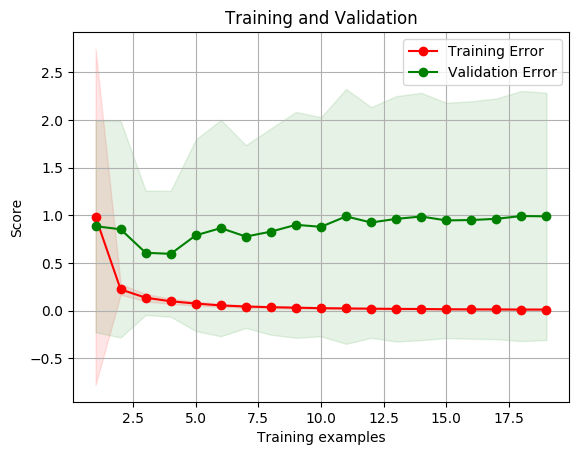 Training and Validation
Training Error
Validation Error
2.5
2.0
1.5
1.0
0.5
0.0
−0.5
Score
2.5 5.0 7.5 10.0 12.5 15.0 17.5
Training examples